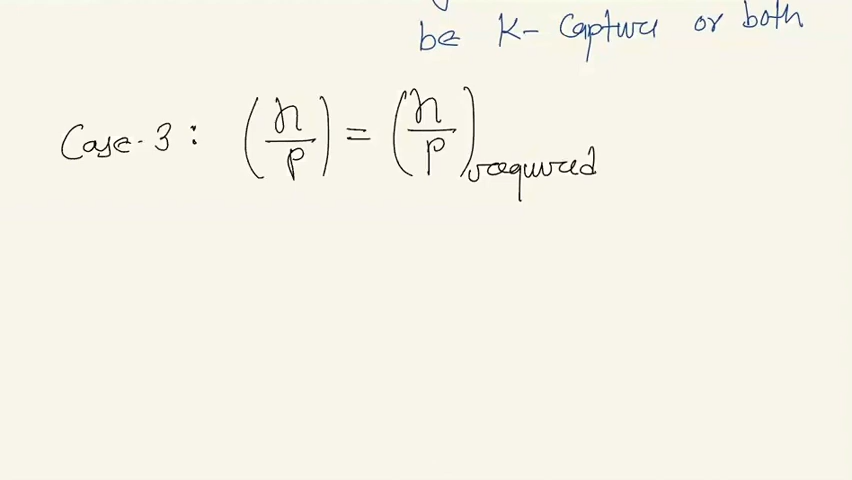 be K- Capture or both
Case-3: (n/p) = (n/p)required